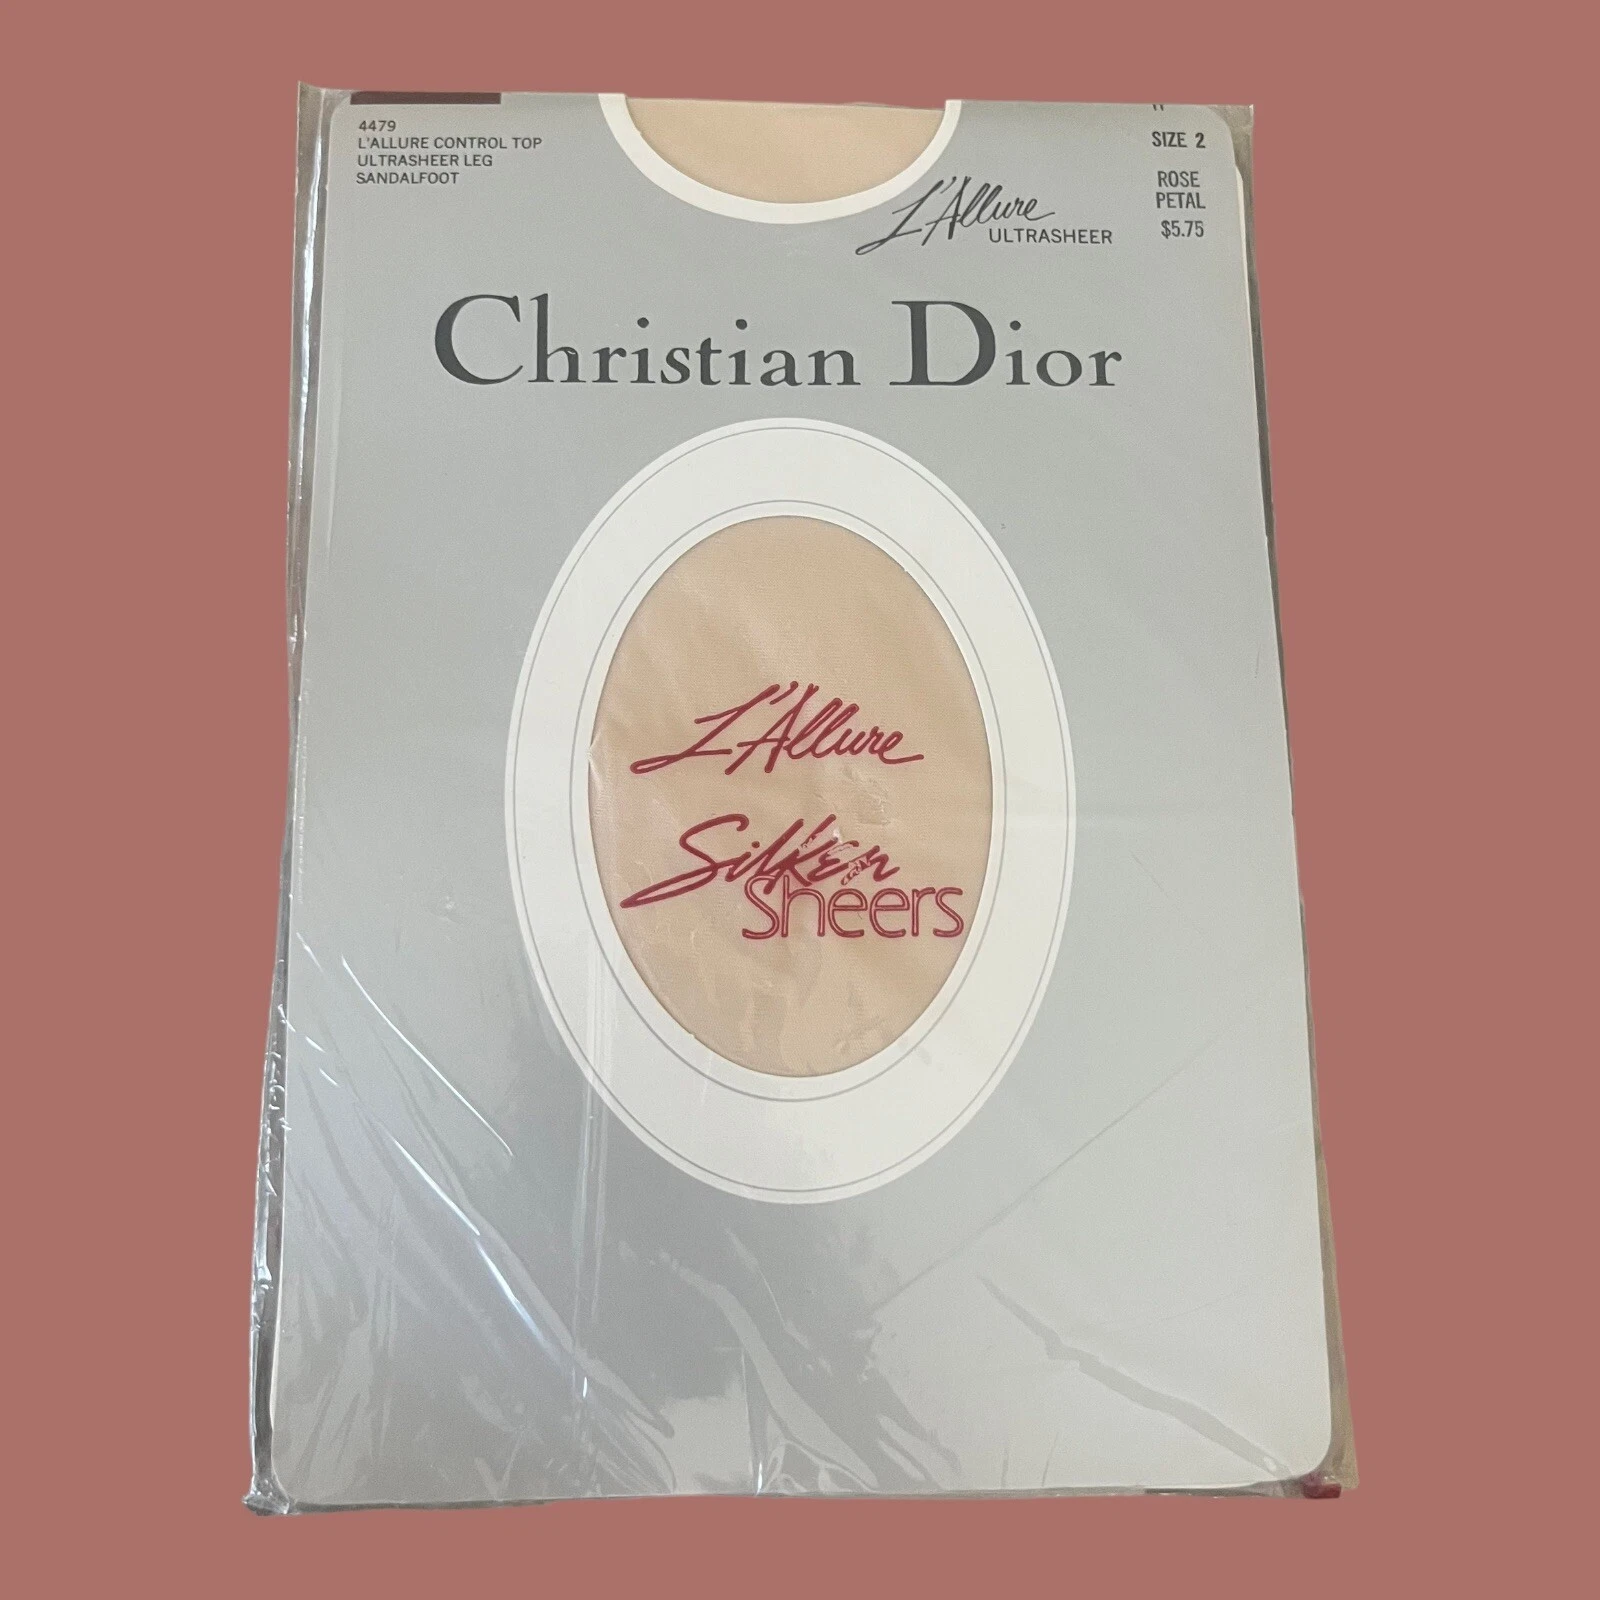 4479
L'ALLURE CONTROL TOP
ULTRASHEER LEG
SANDALFOOT
SIZE 2
ROSE
PETAL
$5.75
L'Allure
ULTRASHEER
Christian Dior
L'Allure
Silken
Sheers